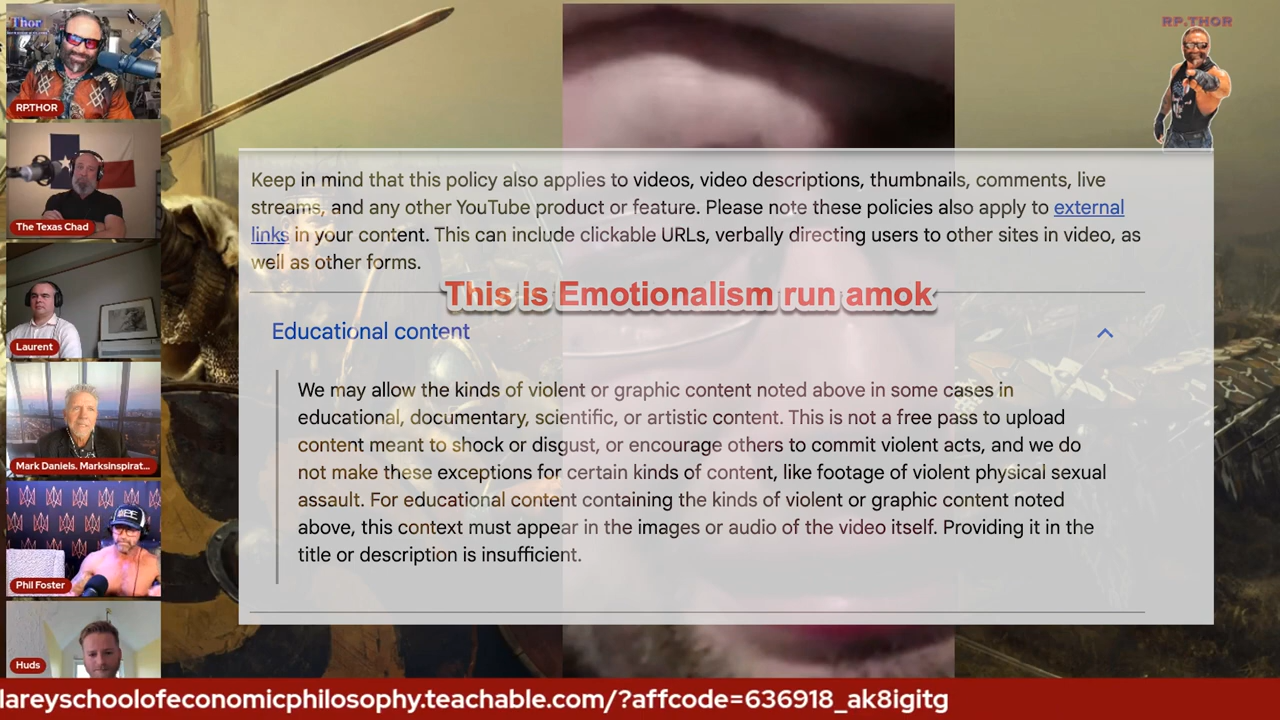 Thor
RP.THOR
RP.THOR
The Texas Chad
Laurent
Mark Daniels. Marksinspirat...
Phil Foster
Huds
Keep in mind that this policy also applies to videos, video descriptions, thumbnails, comments, live
streams, and any other YouTube product or feature. Please note these policies also apply to external
links in your content. This can include clickable URLs, verbally directing users to other sites in video, as
well as other forms.
This is Emotionalism run amok
Educational content
We may allow the kinds of violent or graphic content noted above in some cases in
educational, documentary, scientific, or artistic content. This is not a free pass to upload
content meant to shock or disgust, or encourage others to commit violent acts, and we do
not make these exceptions for certain kinds of content, like footage of violent physical sexual
assault. For educational content containing the kinds of violent or graphic content noted
above, this context must appear in the images or audio of the video itself. Providing it in the
title or description is insufficient.
lareyschoolofeconomicphilosophy.teachable.com/?affcode=636918_ak8igitg